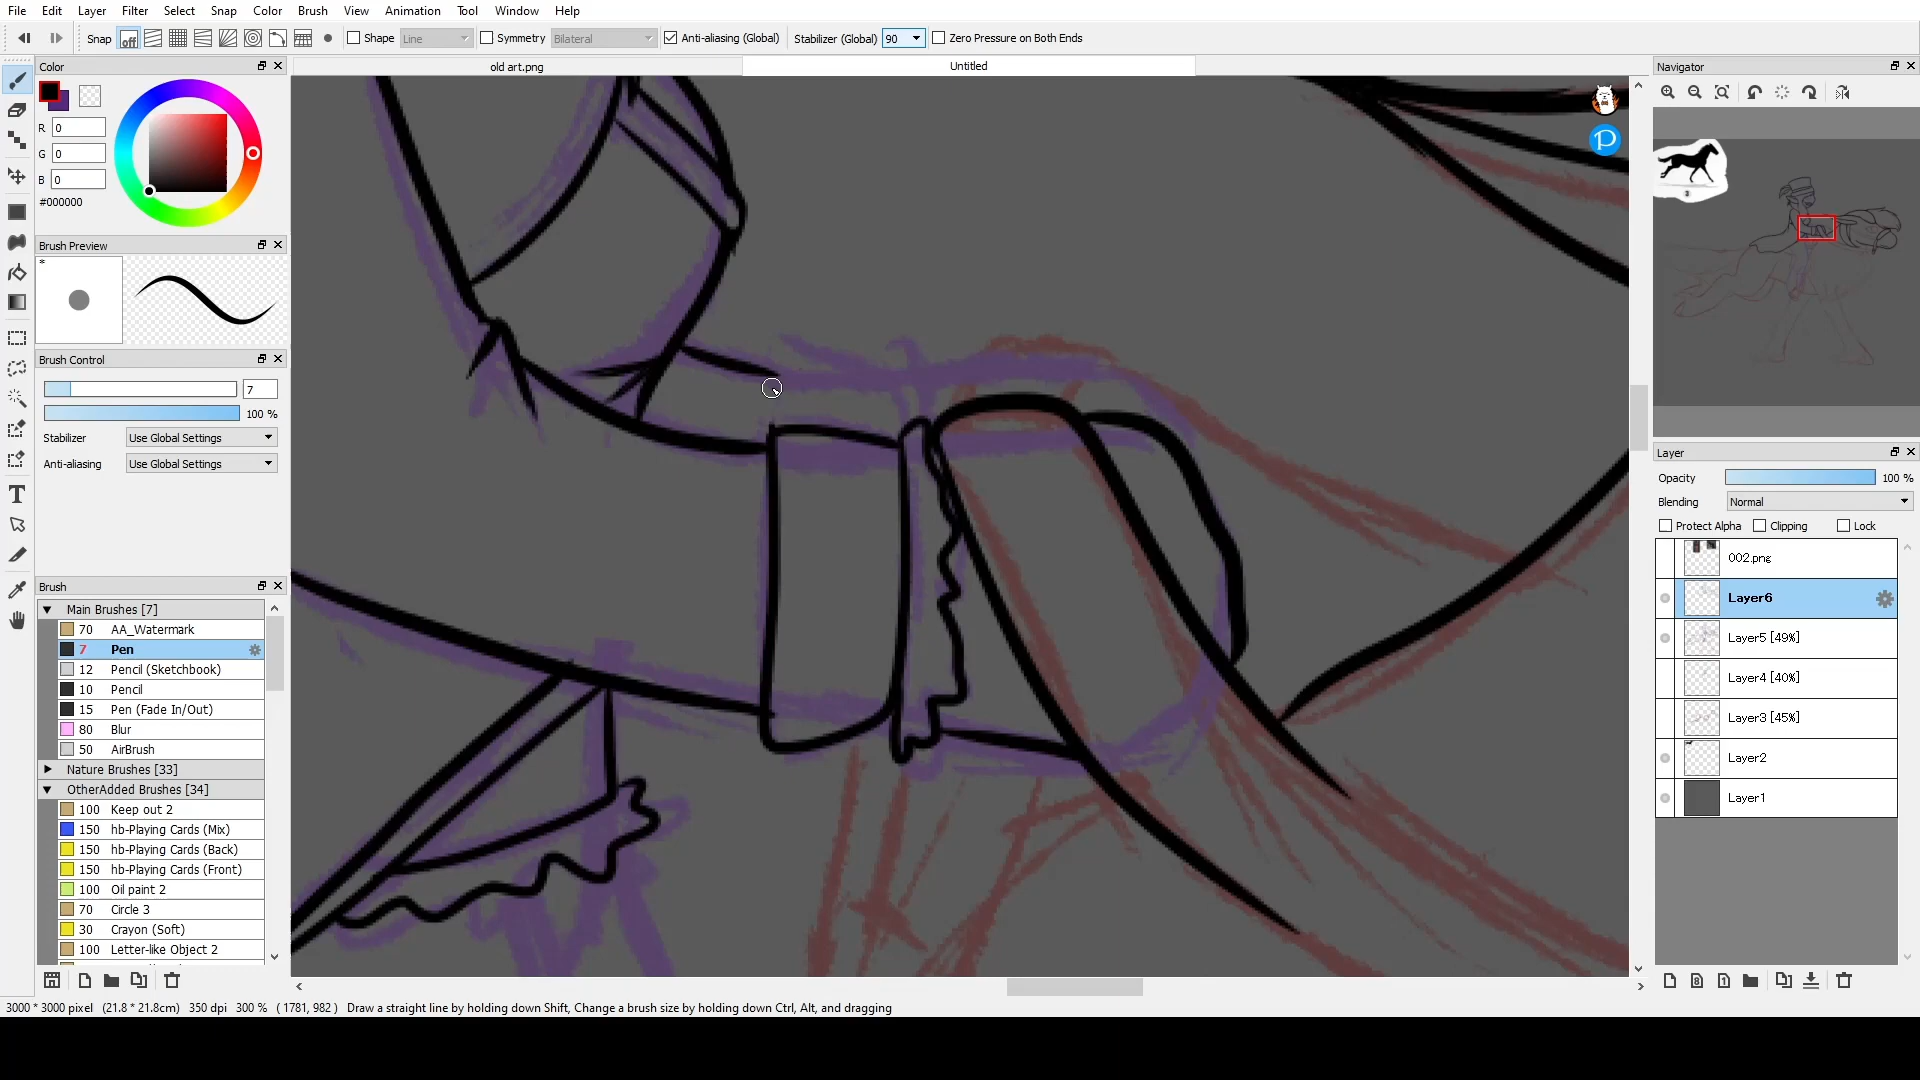 File Edit Layer Filter Select Snap Color Brush View Animation Tool Window Help
Snap off Shape Line Symmetry Bilateral Anti-aliasing (Global) Stabilizer (Global) 90 Zero Pressure on Both Ends
Color
old art.png
Untitled
Navigator
R 0
G 0
B 0
#000000
Brush Preview
*
Brush Control
7
100 %
Stabilizer Use Global Settings
Anti-aliasing Use Global Settings
Brush
Main Brushes [7]
70 AA_Watermark
7 Pen
12 Pencil (Sketchbook)
10 Pencil
15 Pen (Fade In/Out)
80 Blur
50 AirBrush
Nature Brushes [33]
OtherAdded Brushes [34]
100 Keep out 2
150 hb-Playing Cards (Mix)
150 hb-Playing Cards (Back)
150 hb-Playing Cards (Front)
100 Oil paint 2
70 Circle 3
30 Crayon (Soft)
100 Letter-like Object 2
Layer
Opacity 100 %
Blending Normal
Protect Alpha Clipping Lock
002.png
Layer6
Layer5 [49%]
Layer4 [40%]
Layer3 [45%]
Layer2
Layer1
3000 * 3000 pixel (21.8 * 21.8cm) 350 dpi 300 % ( 1781, 982 ) Draw a straight line by holding down Shift, Change a brush size by holding down Ctrl, Alt, and dragging